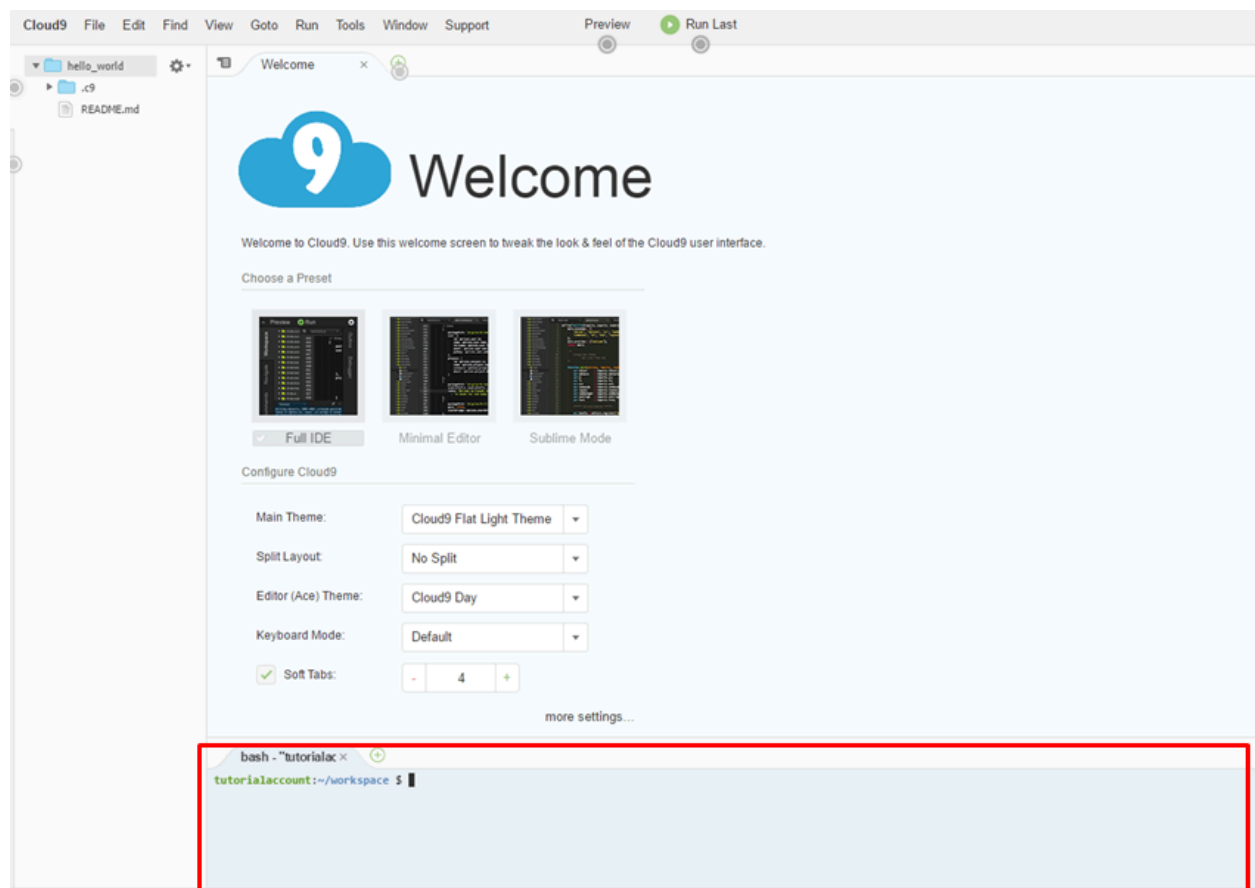 Cloud9 File Edit Find View Goto Run Tools Window Support Preview Run Last
hello_world
.c9
README.md
Welcome ×
9
Welcome
Welcome to Cloud9. Use this welcome screen to tweak the look & feel of the Cloud9 user interface.
Choose a Preset
Preview Run
Full IDE Minimal Editor Sublime Mode
Configure Cloud9
Main Theme: Cloud9 Flat Light Theme
Split Layout: No Split
Editor (Ace) Theme: Cloud9 Day
Keyboard Mode: Default
Soft Tabs: - 4 +
more settings...
bash - "tutorialac ×
tutorialaccount:~/workspace $